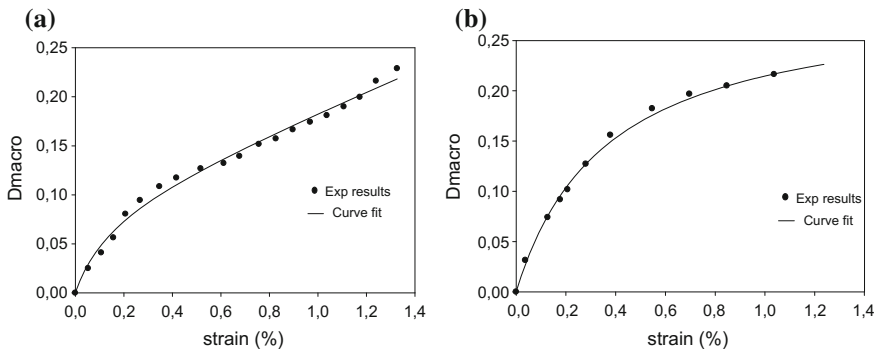 (a)
Dmacro
0,25
0,20
0,15
0,10
0,05
0,00
0,0 0,2 0,4 0,6 0,8 1,0 1,2 1,4
strain (%)
Exp results
Curve fit
(b)
Dmacro
0,25
0,20
0,15
0,10
0,05
0,00
0,0 0,2 0,4 0,6 0,8 1,0 1,2 1,4
strain (%)
Exp results
Curve fit